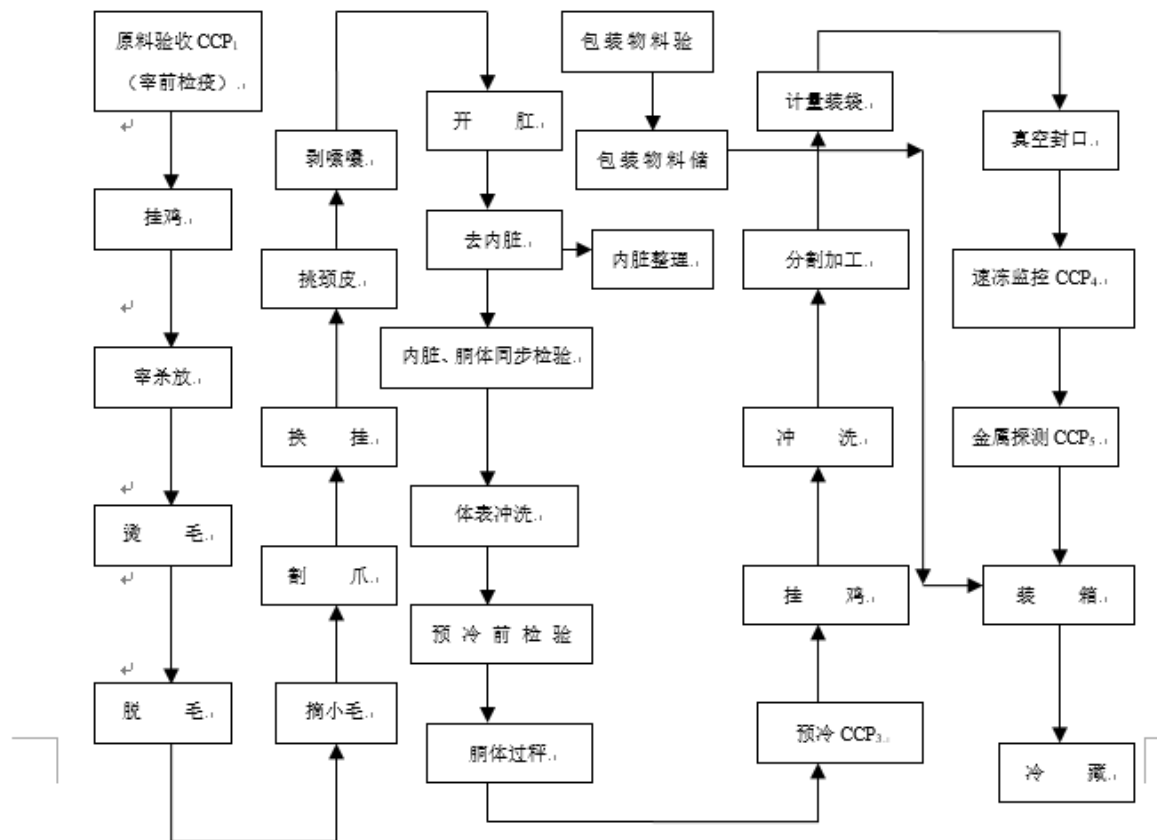 原料验收 CCP₁
（宰前检疫）
挂鸡
宰杀放
烫 毛
脱 毛
摘小毛
割 爪
换 挂
挑颈皮
剥嗉囊
开 肛
去内脏
内脏整理
内脏、胴体同步检验
体表冲洗
预 冷 前 检 验
胴体过秤
预冷 CCP₃
挂 鸡
冲 洗
分割加工
计量装袋
真空封口
速冻监控 CCP₄
金属探测 CCP₅
装 箱
冷 藏
包装物料验
包装物料储